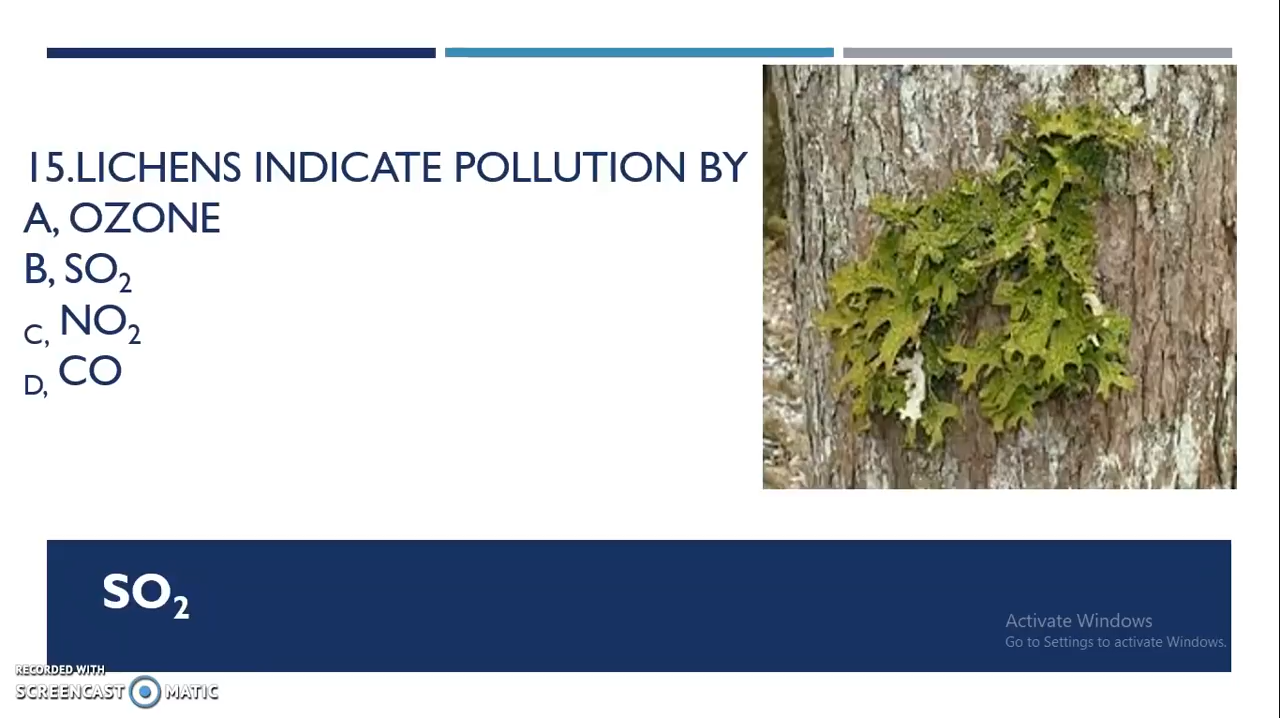 15.LICHENS INDICATE POLLUTION BY
A, OZONE
B, SO₂
C, NO₂
D, CO
SO₂
Activate Windows
Go to Settings to activate Windows.
RECORDED WITH
SCREENCAST MATIC